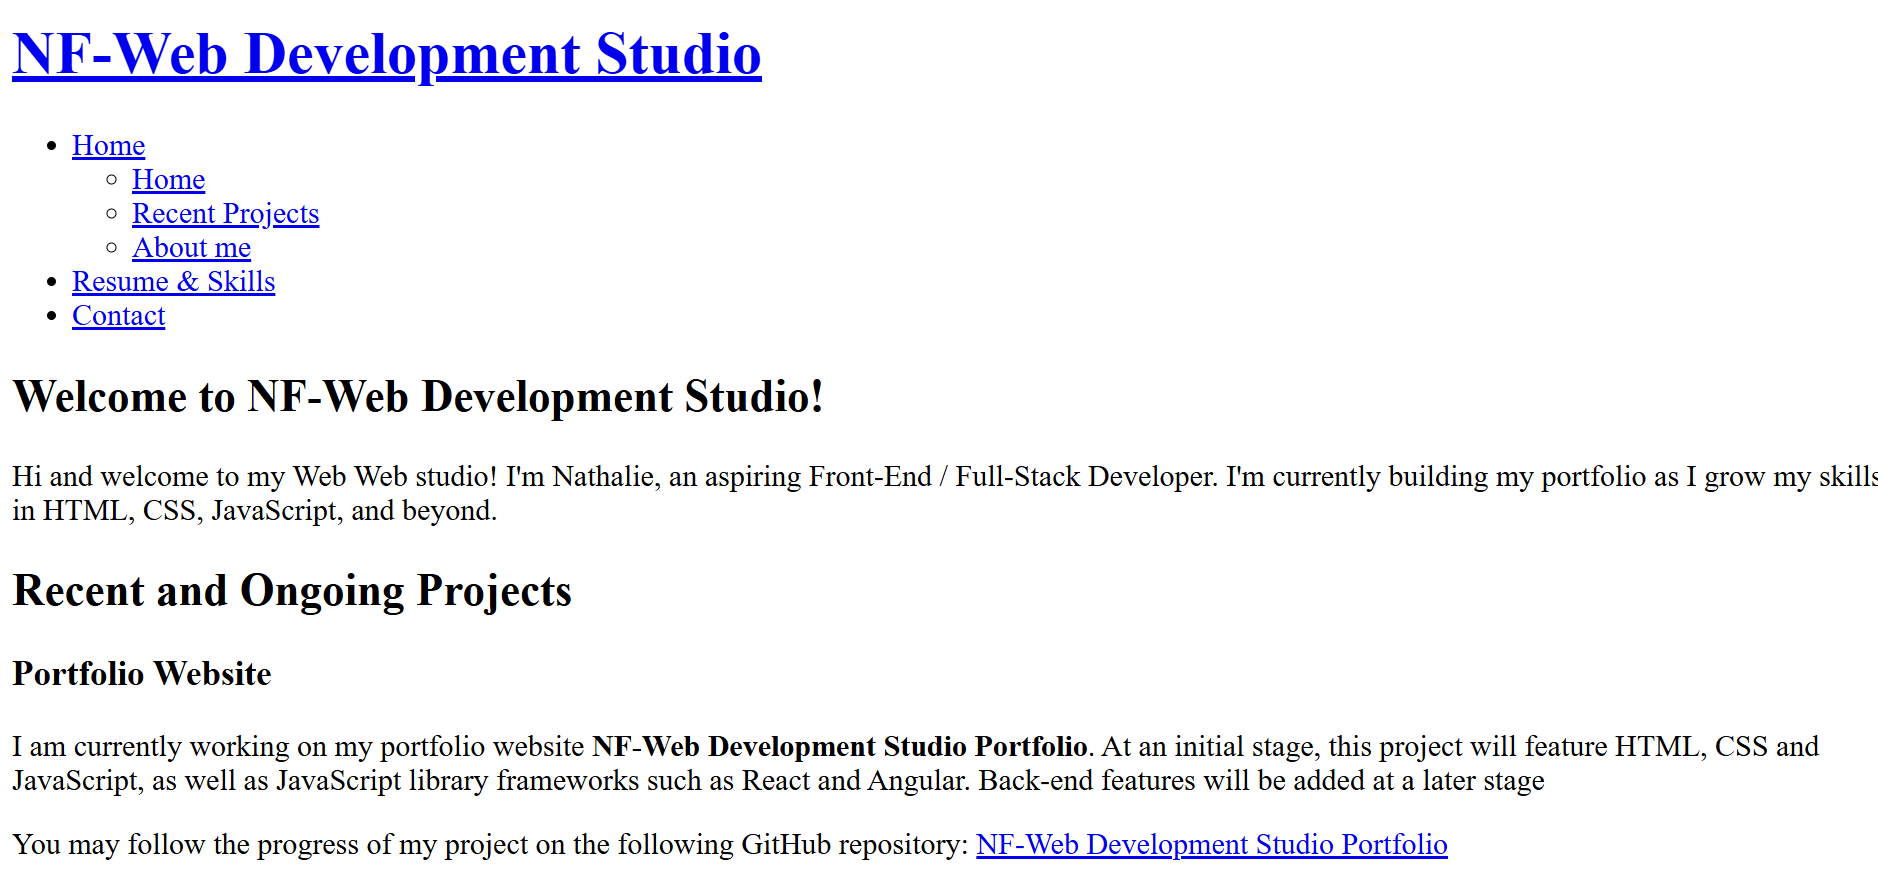 NF-Web Development Studio
Home
Home
Recent Projects
About me
Resume & Skills
Contact
Welcome to NF-Web Development Studio!
Hi and welcome to my Web Web studio! I'm Nathalie, an aspiring Front-End / Full-Stack Developer. I'm currently building my portfolio as I grow my skills
in HTML, CSS, JavaScript, and beyond.
Recent and Ongoing Projects
Portfolio Website
I am currently working on my portfolio website NF-Web Development Studio Portfolio. At an initial stage, this project will feature HTML, CSS and
JavaScript, as well as JavaScript library frameworks such as React and Angular. Back-end features will be added at a later stage
You may follow the progress of my project on the following GitHub repository: NF-Web Development Studio Portfolio